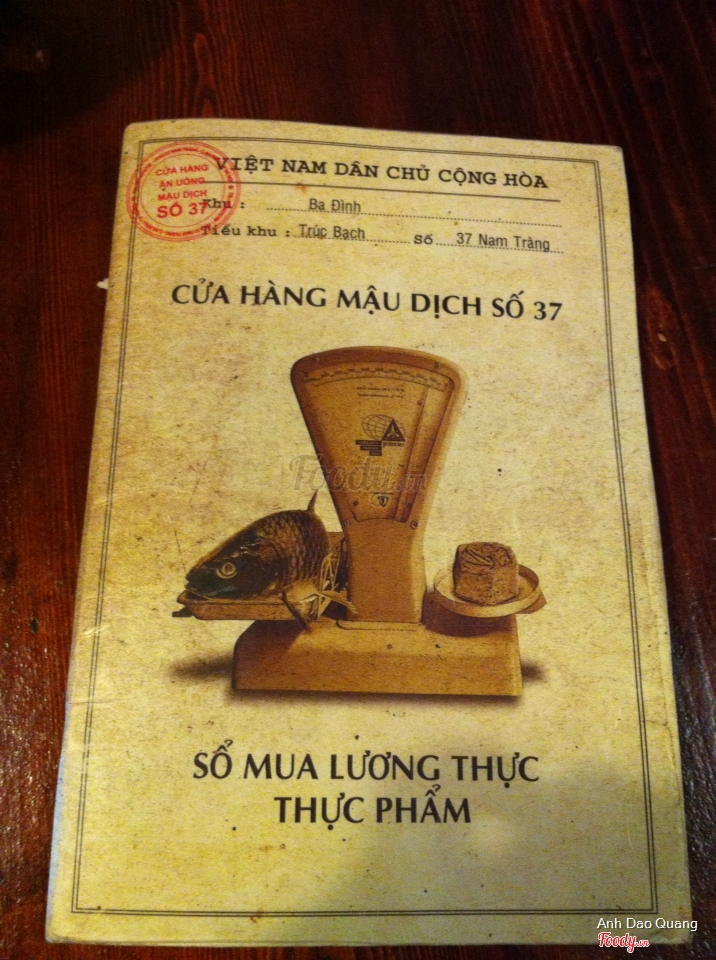 VIỆT NAM DÂN CHỦ CỘNG HÒA
CỬA HÀNG
ĂN UỐNG
MẬU DỊCH
SỐ 37
Khu : Ba Đình
Tiểu khu : Trúc Bạch Số 37 Nam Tràng
CỬA HÀNG MẬU DỊCH SỐ 37
Foody.vn
SỔ MUA LƯƠNG THỰC
THỰC PHẨM
Anh Dao Quang
Foody.vn